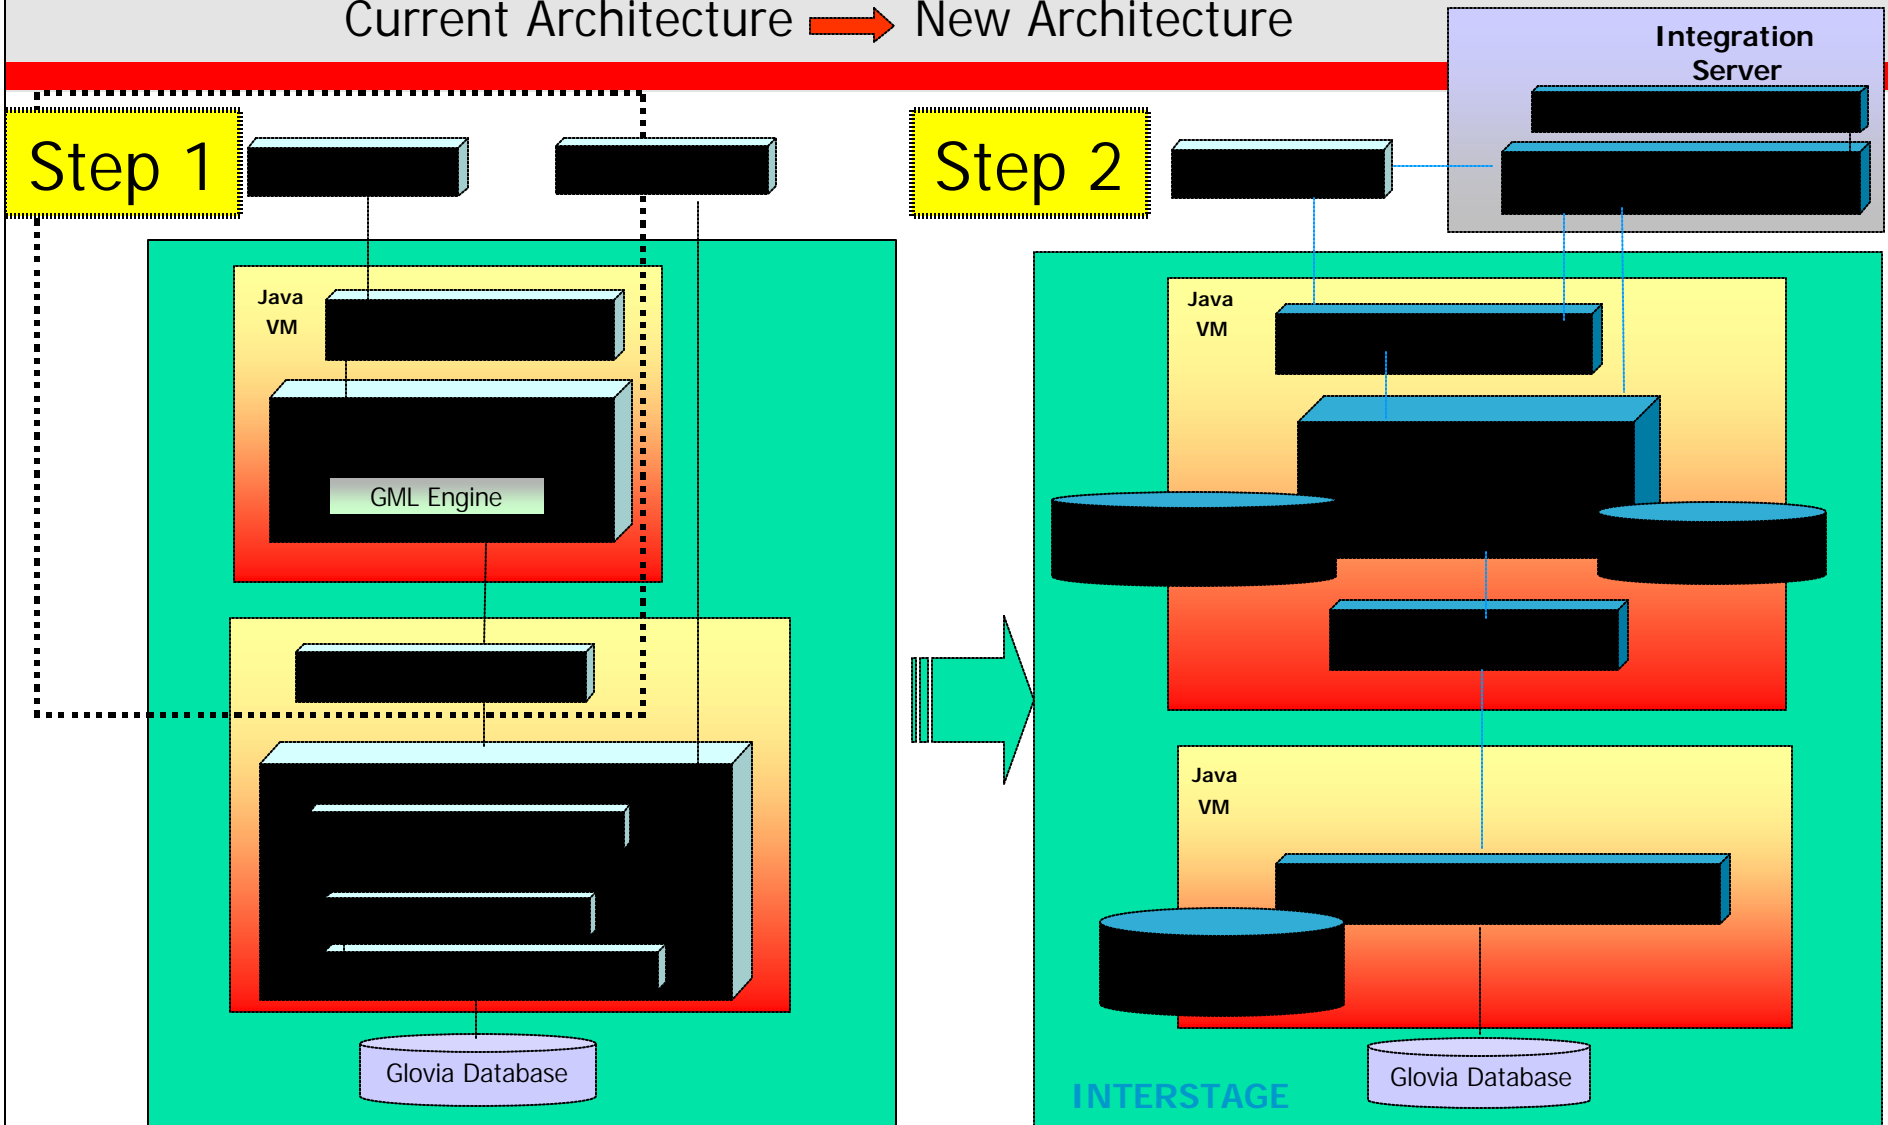 Current Architecture New Architecture
Integration
Server
Step 1
Step 2
Java
VM
GML Engine
Glovia Database
Java
VM
Java
VM
Glovia Database
INTERSTAGE